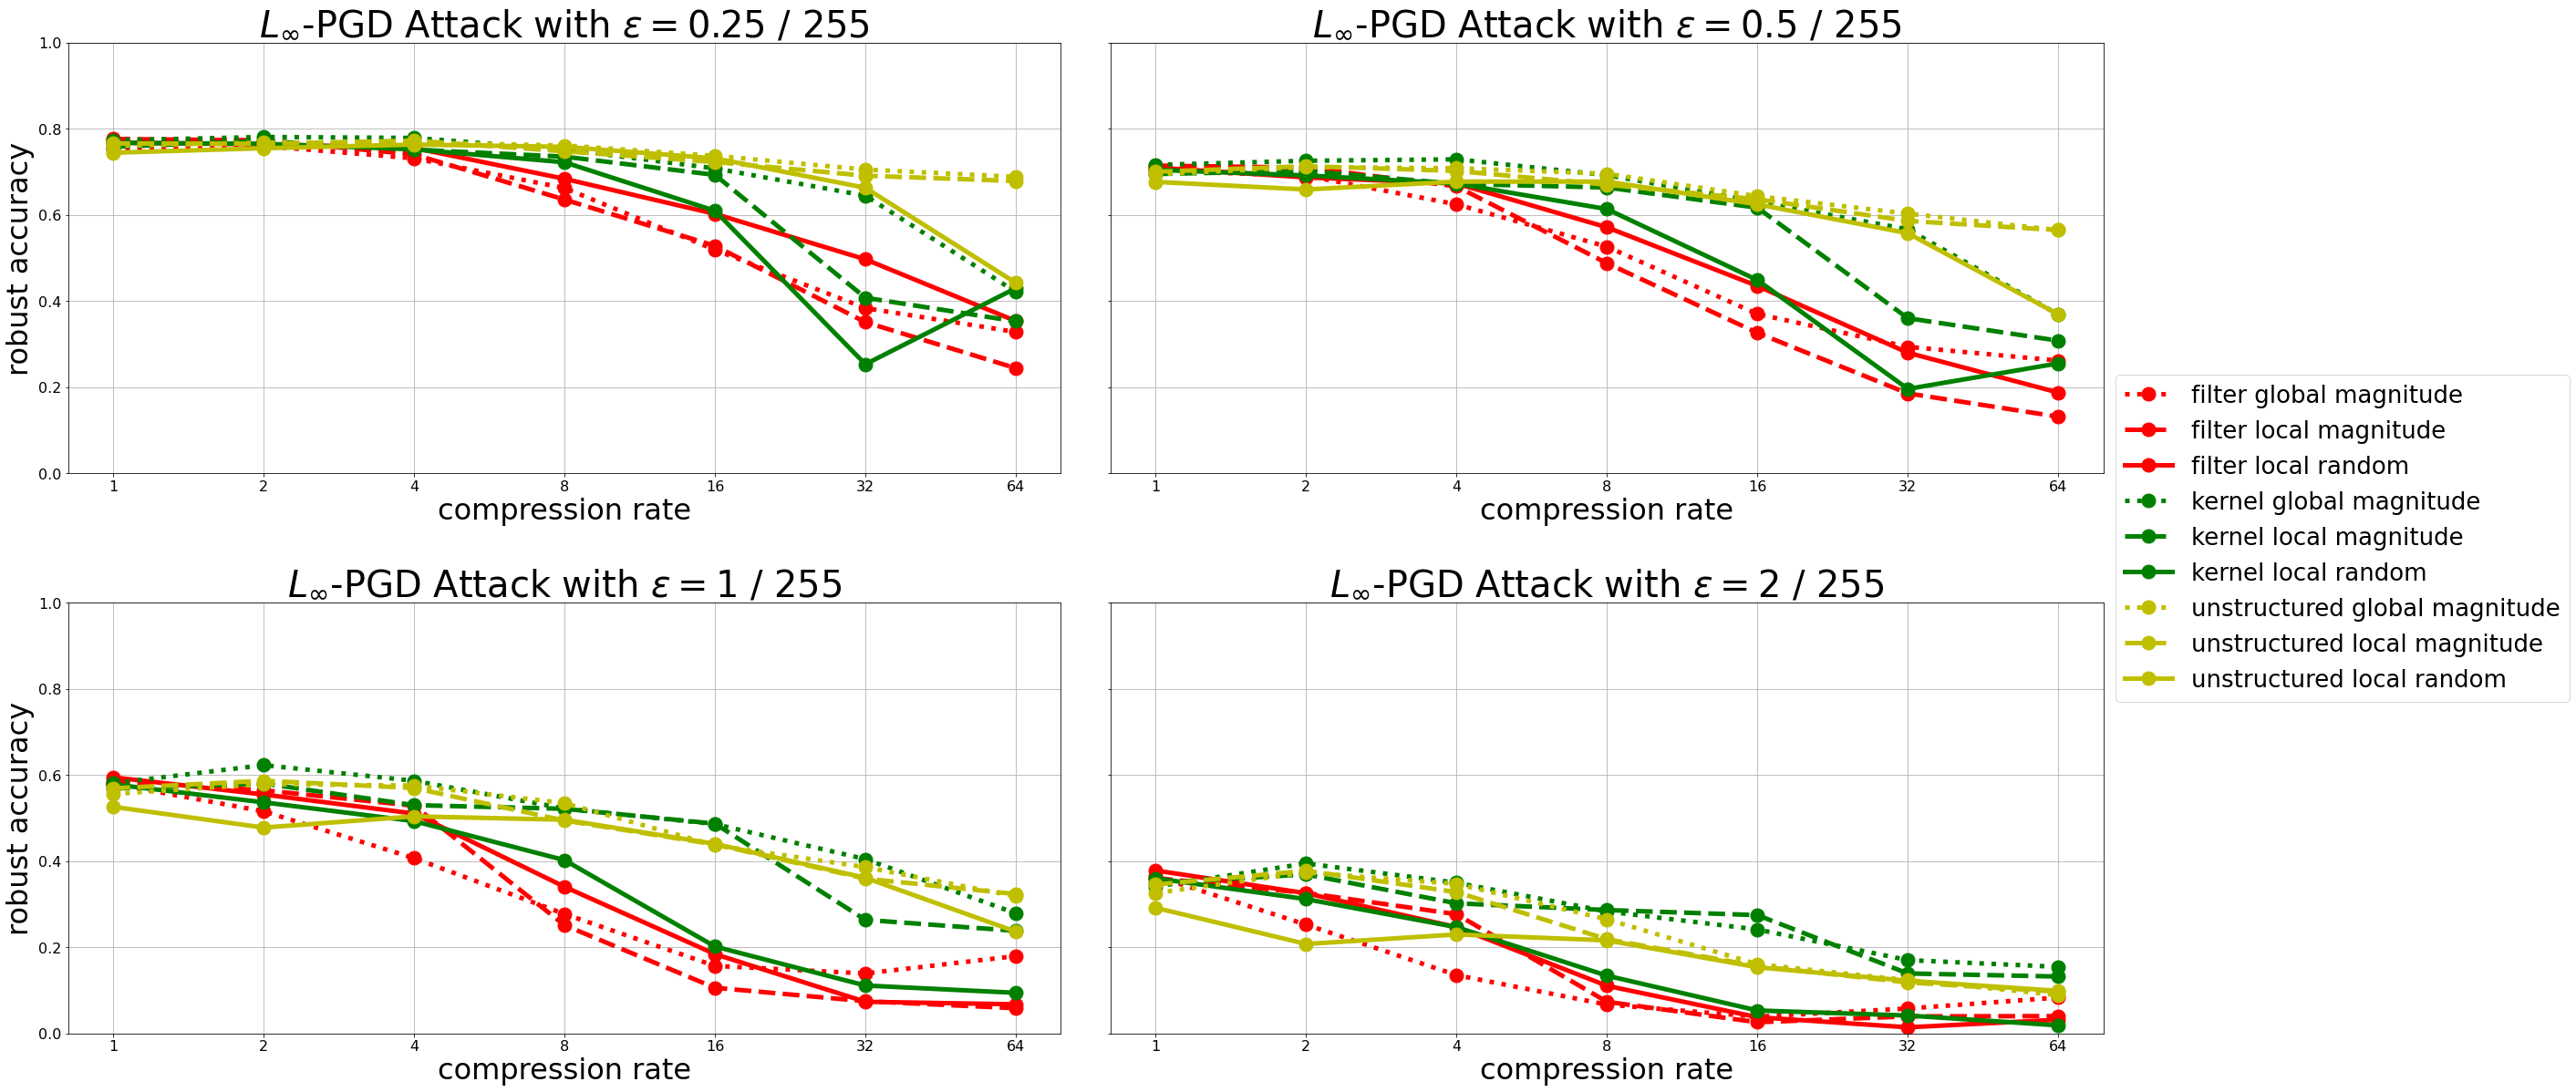 L∞-PGD Attack with ε = 0.25 / 255
L∞-PGD Attack with ε = 0.5 / 255
1.0
0.8
0.6
0.4
0.2
0.0
robust accuracy
1 2 4 8 16 32 64
compression rate
1 2 4 8 16 32 64
compression rate
filter global magnitude
filter local magnitude
filter local random
kernel global magnitude
kernel local magnitude
kernel local random
unstructured global magnitude
unstructured local magnitude
unstructured local random
L∞-PGD Attack with ε = 1 / 255
L∞-PGD Attack with ε = 2 / 255
1.0
0.8
0.6
0.4
0.2
0.0
robust accuracy
1 2 4 8 16 32 64
compression rate
1 2 4 8 16 32 64
compression rate